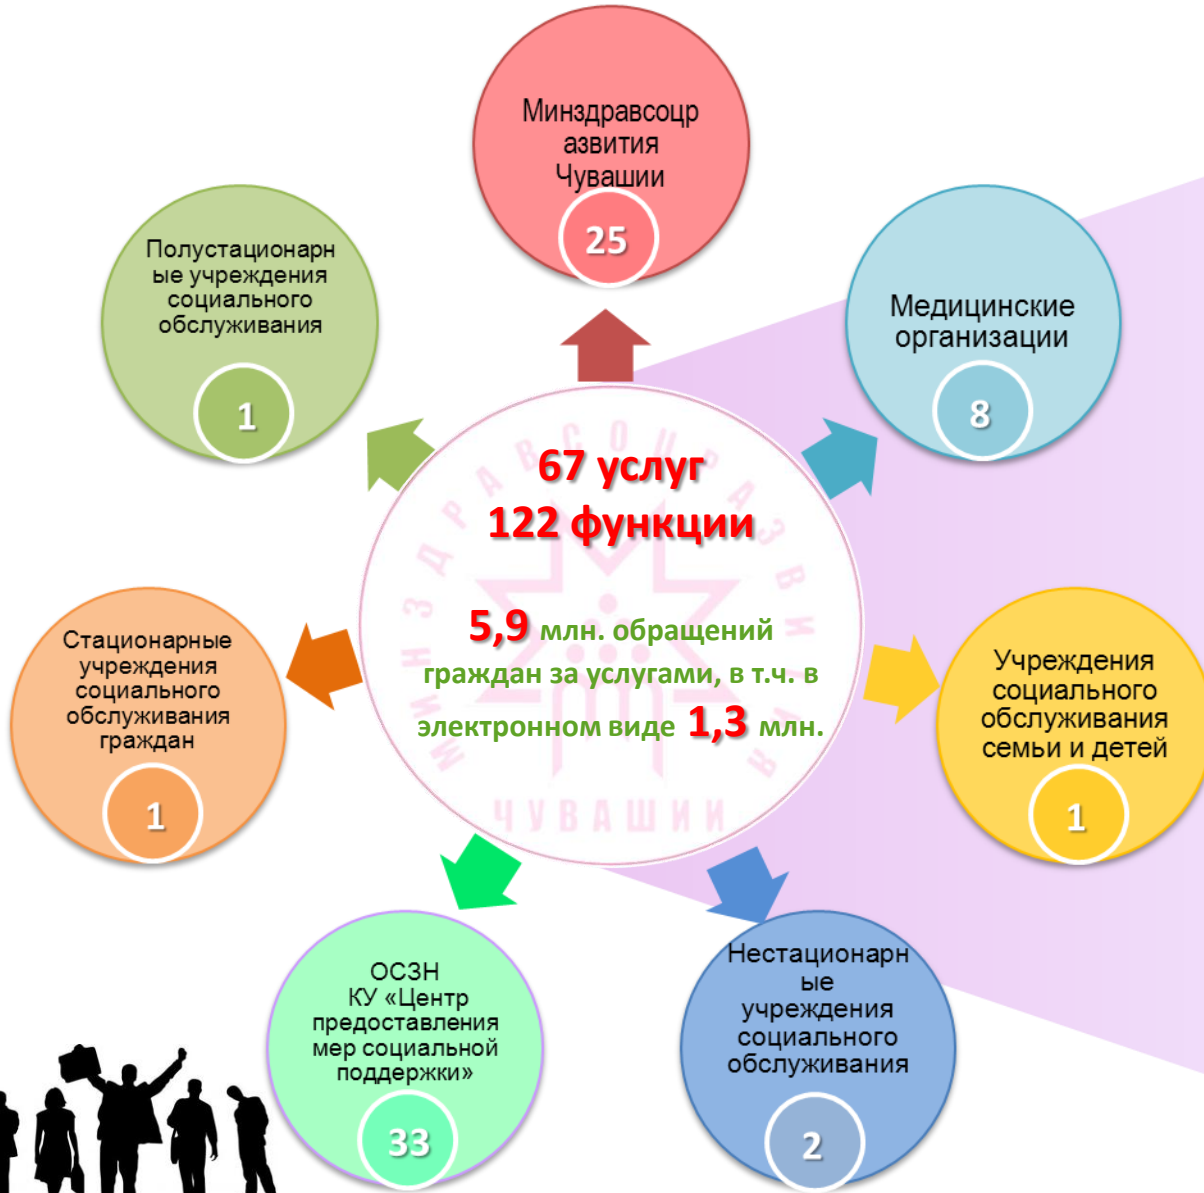 Минздравсоцр
азвития
Чувашии
25
Полустационарн
ые учреждения
социального
обслуживания
1
Медицинские
организации
8
МИНЗДРАВСОЦРАЗВИТИЯ
ЧУВАШИИ
67 услуг
122 функции
5,9 млн. обращений
граждан за услугами, в т.ч. в
электронном виде 1,3 млн.
Стационарные
учреждения
социального
обслуживания
граждан
1
Учреждения
социального
обслуживания
семьи и детей
1
ОСЗН
КУ «Центр
предоставления
мер социальной
поддержки»
33
Нестационарн
ые
учреждения
социального
обслуживания
2